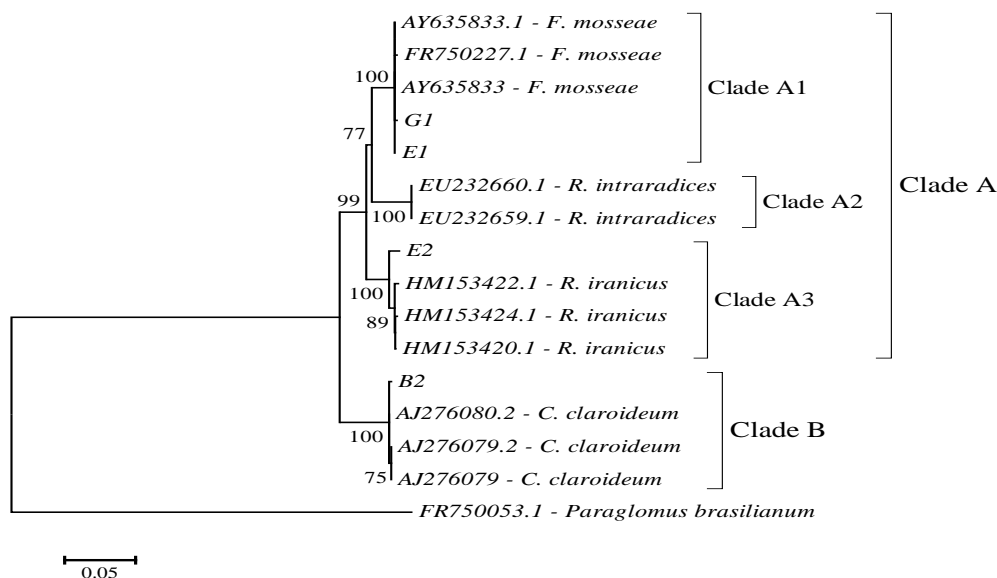 AY635833.1 - F. mosseae
FR750227.1 - F. mosseae
100
AY635833 - F. mosseae
Clade A1
G1
77
E1
EU232660.1 - R. intraradices
Clade A
99
Clade A2
100
EU232659.1 - R. intraradices
E2
HM153422.1 - R. iranicus
100
Clade A3
HM153424.1 - R. iranicus
89
HM153420.1 - R. iranicus
B2
AJ276080.2 - C. claroideum
Clade B
100
AJ276079.2 - C. claroideum
75
AJ276079 - C. claroideum
FR750053.1 - Paraglomus brasilianum
0.05